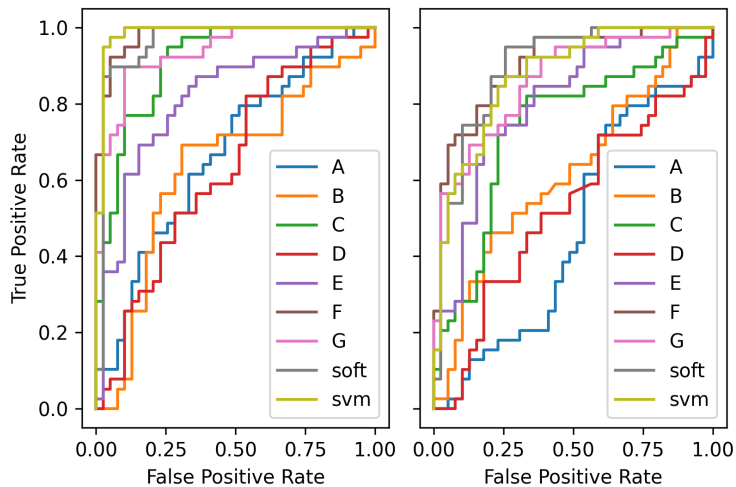 True Positive Rate
1.0
0.8
0.6
0.4
0.2
0.0
0.00 0.25 0.50 0.75 1.00
False Positive Rate
A
B
C
D
E
F
G
soft
svm
0.00 0.25 0.50 0.75 1.00
False Positive Rate
A
B
C
D
E
F
G
soft
svm